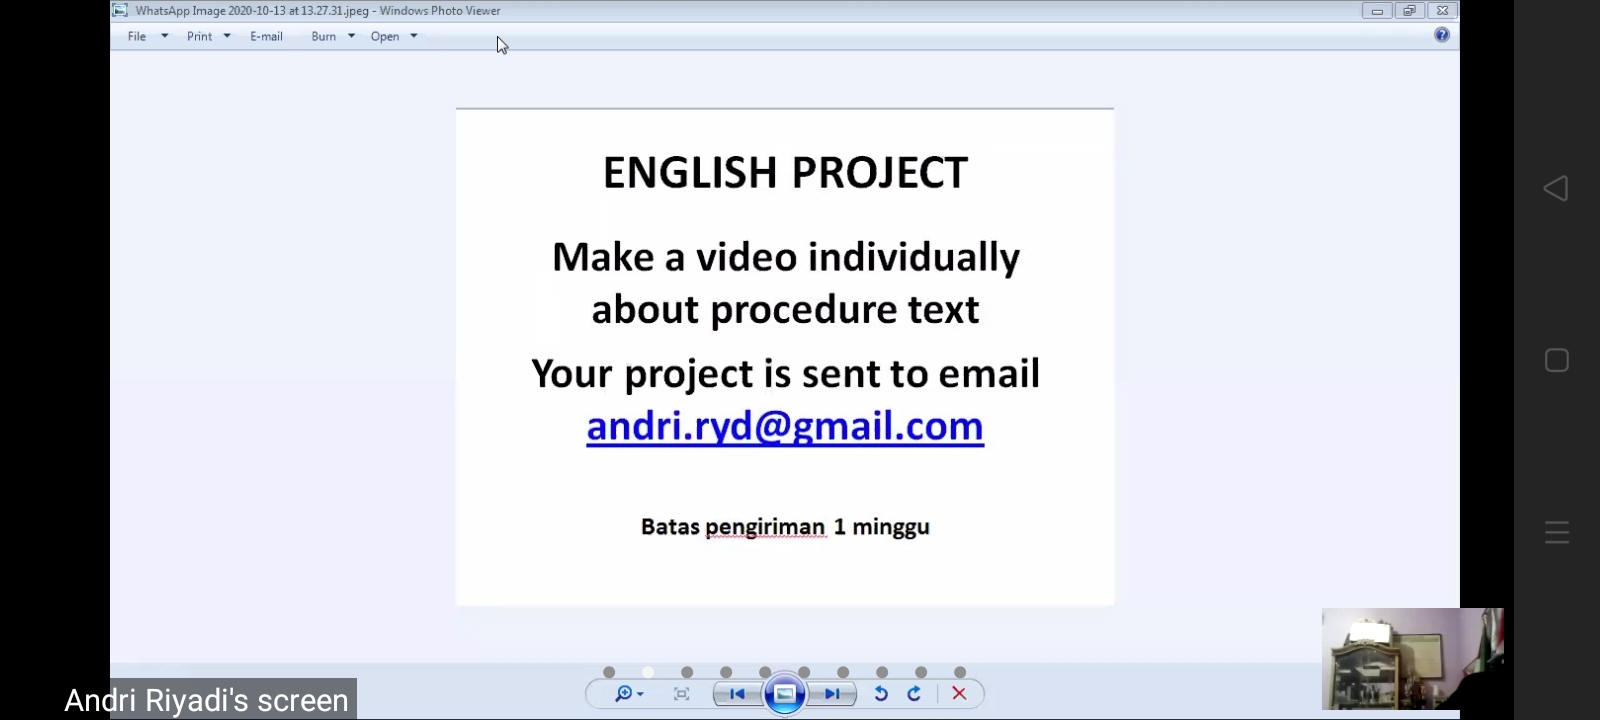 WhatsApp Image 2020-10-13 at 13.27.31.jpeg - Windows Photo Viewer
File Print E-mail Burn Open
ENGLISH PROJECT
Make a video individually
about procedure text
Your project is sent to email
andri.ryd@gmail.com
Batas pengiriman 1 minggu
Andri Riyadi's screen